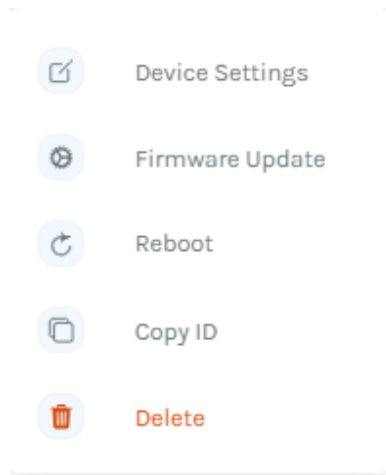 Device Settings
Firmware Update
Reboot
Copy ID
Delete